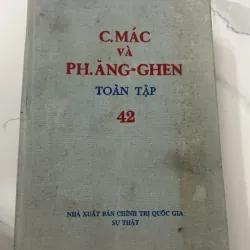 C.MÁC
VÀ
PH.ĂNG-GHEN
TOÀN TẬP
42
NHÀ XUẤT BẢN CHÍNH TRỊ QUỐC GIA
SỰ THẬT